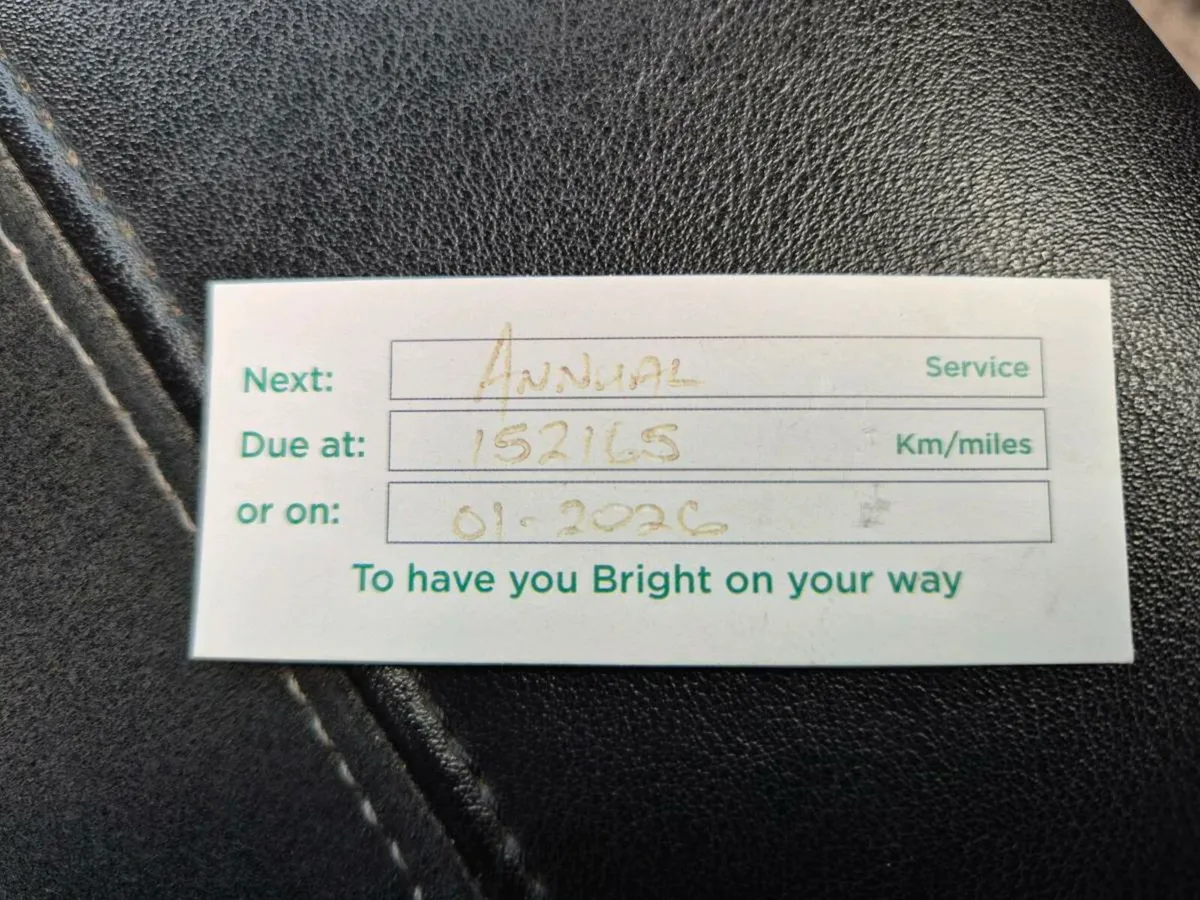 Next: ANNUAL Service
Due at: 152165 Km/miles
or on: 01-2026
To have you Bright on your way